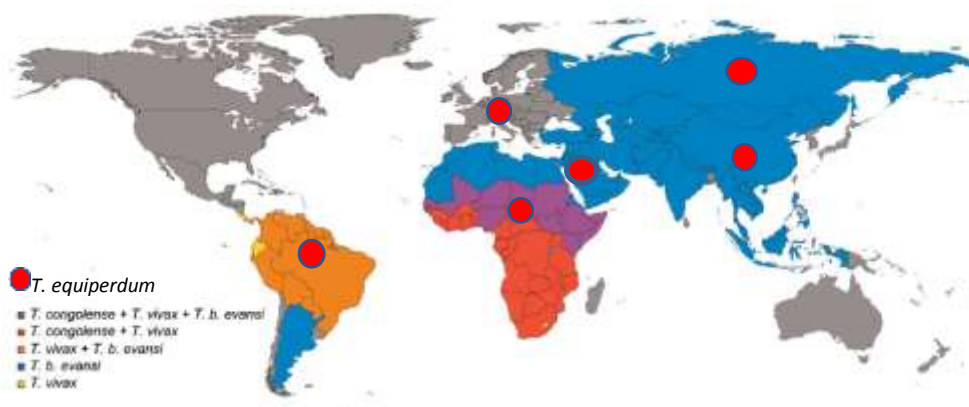 T. equiperdum
T. congolense + T. vivax + T. b. evansi
T. congolense + T. vivax
T. vivax + T. b. evansi
T. b. evansi
T. vivax